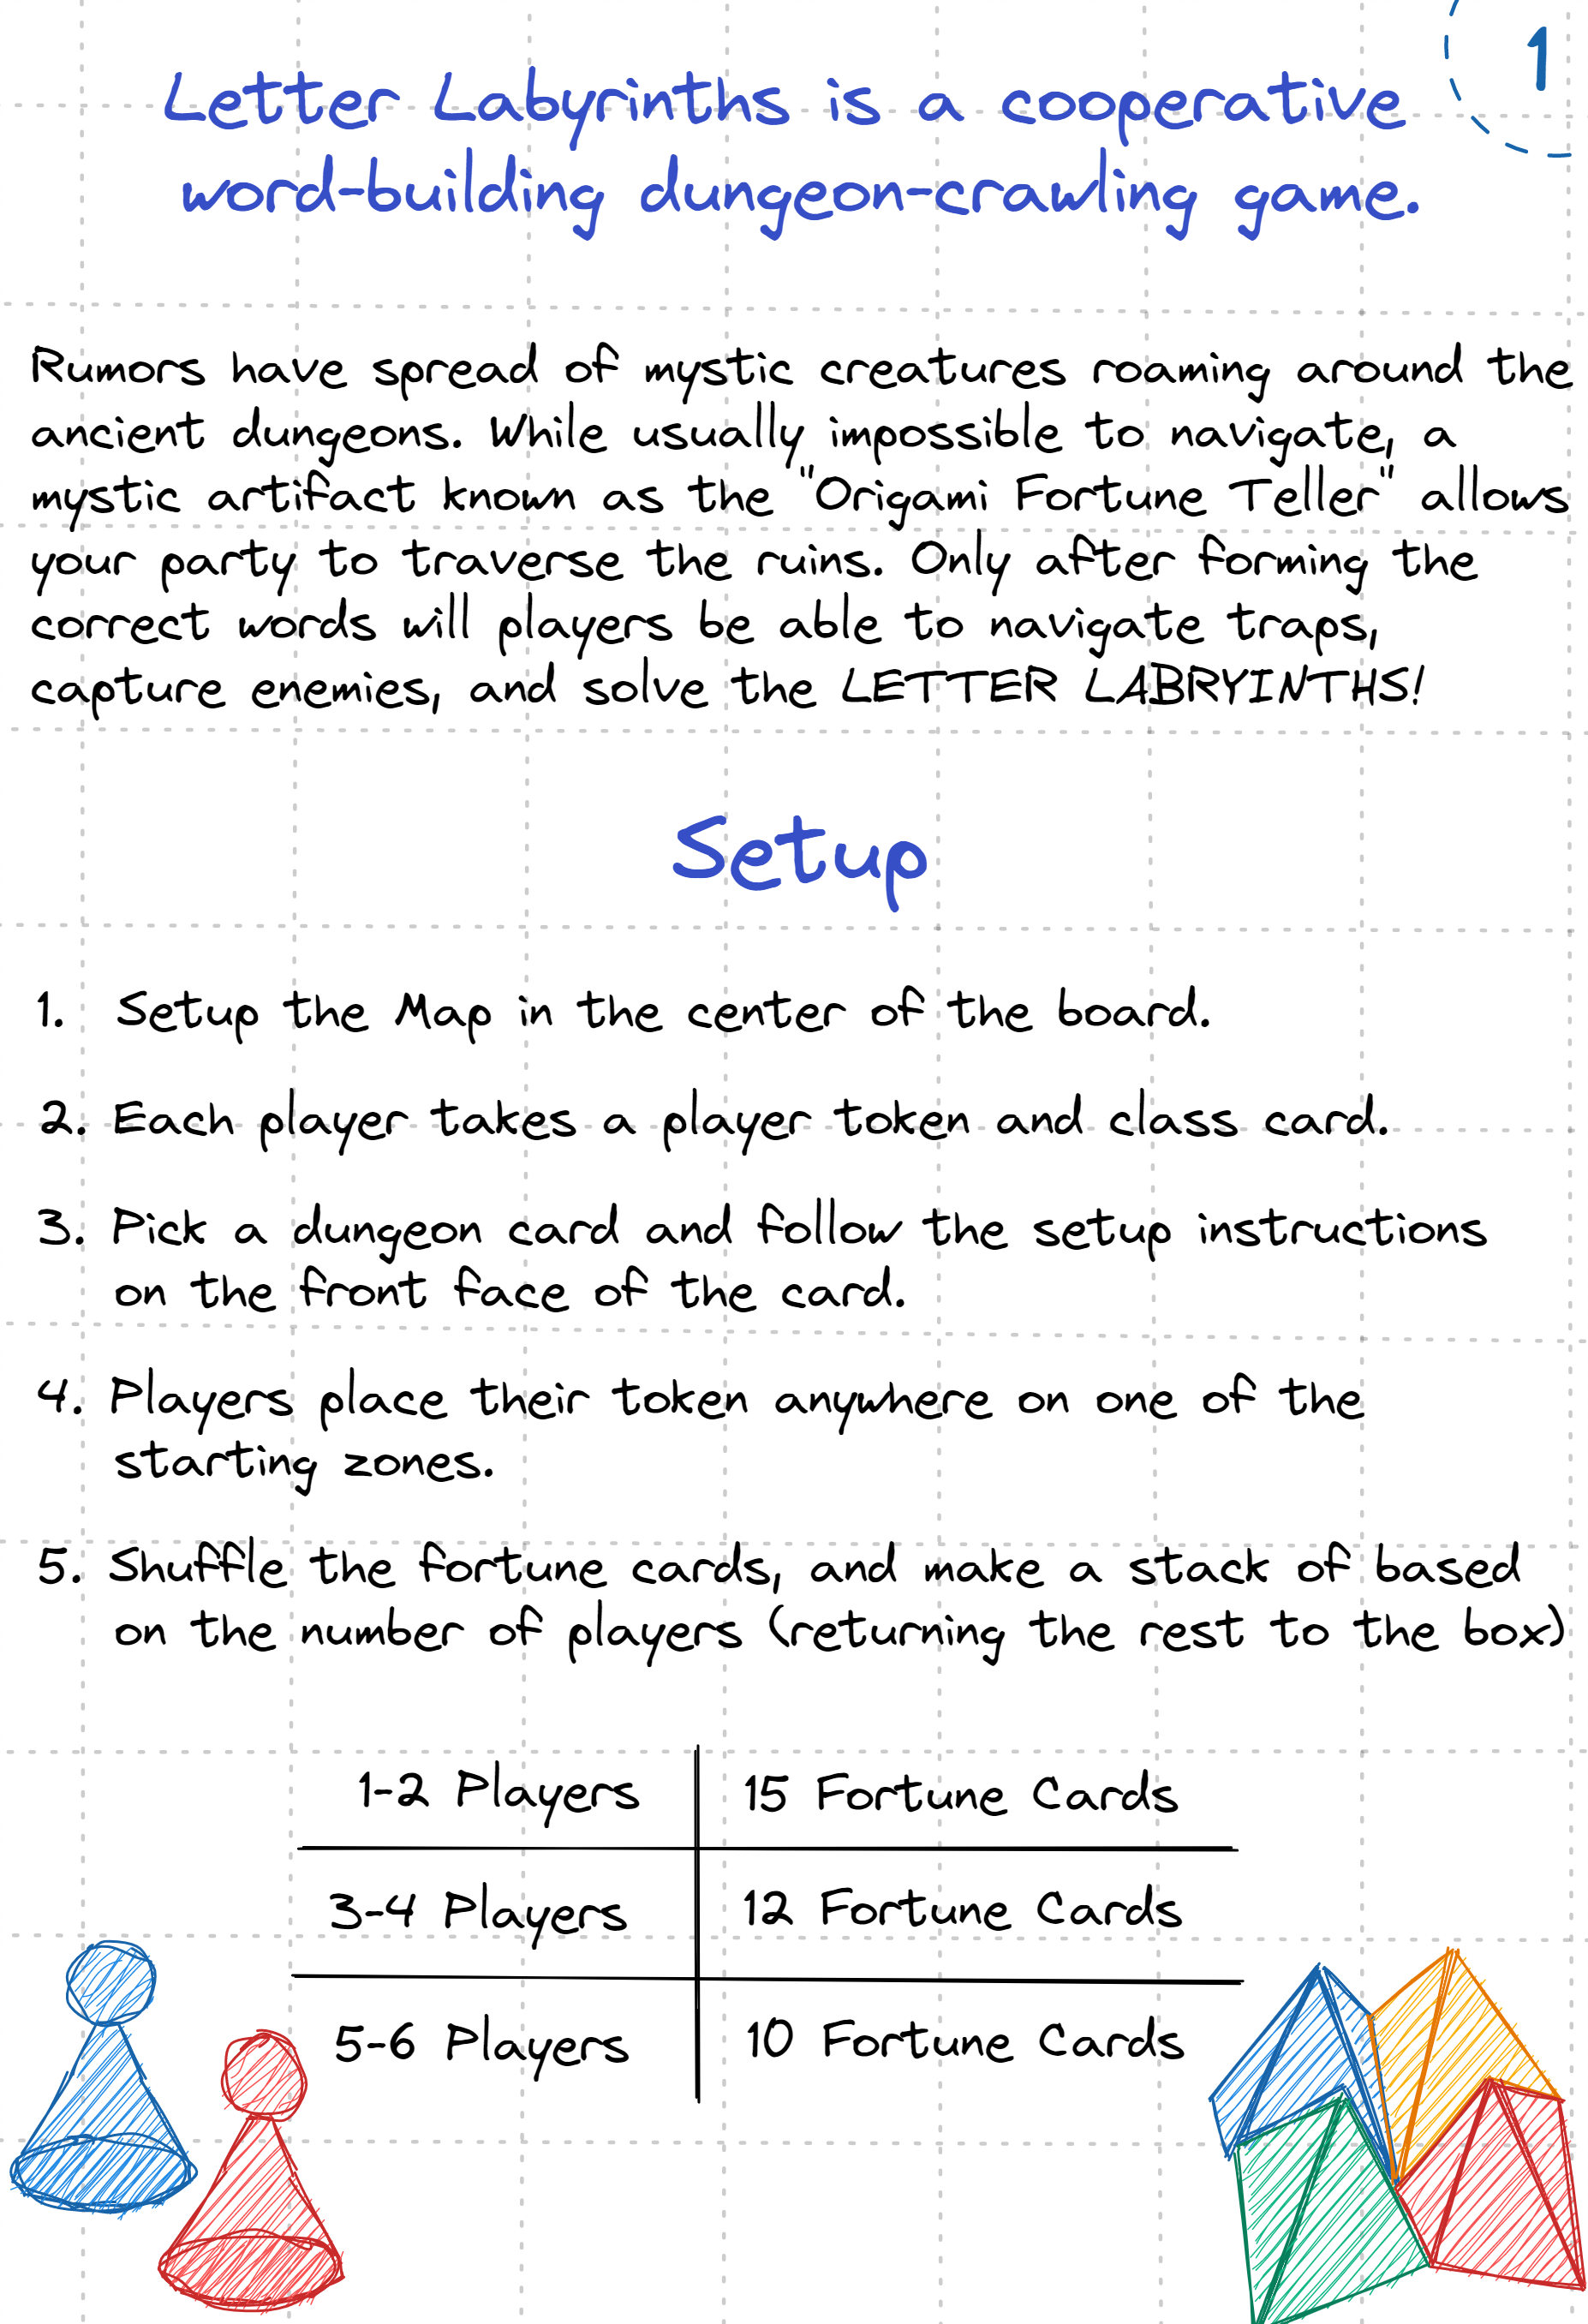 1
Letter Labyrinths is a cooperative
word-building dungeon-crawling game.
Rumors have spread of mystic creatures roaming around the
ancient dungeons. While usually impossible to navigate, a
mystic artifact known as the "Origami Fortune Teller" allows
your party to traverse the ruins. Only after forming the
correct words will players be able to navigate traps,
capture enemies, and solve the LETTER LABRYINTHS!
Setup
1. Setup the Map in the center of the board.
2. Each player takes a player token and class card.
3. Pick a dungeon card and follow the setup instructions
on the front face of the card.
4. Players place their token anywhere on one of the
starting zones.
5. Shuffle the fortune cards, and make a stack of based
on the number of players (returning the rest to the box)
1-2 Players 15 Fortune Cards
3-4 Players 12 Fortune Cards
5-6 Players 10 Fortune Cards